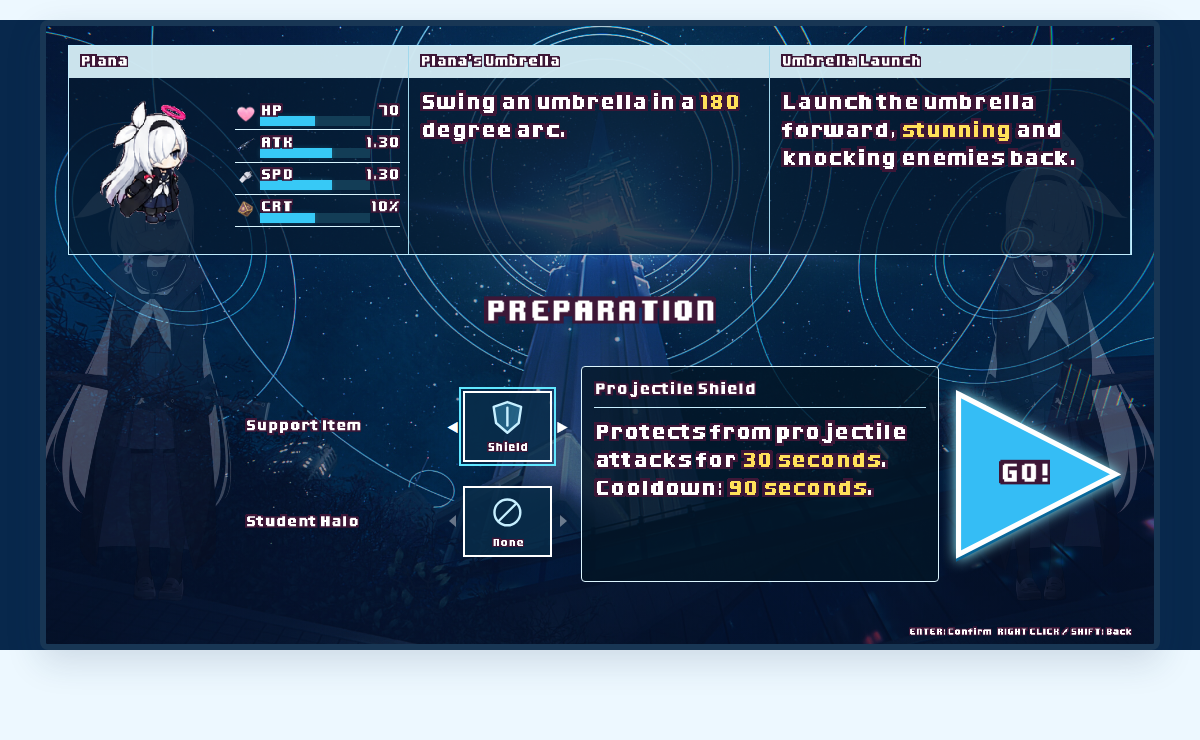 Plana
HP 70
ATK 1.30
SPD 1.30
CRT 10%
Plana's Umbrella
Swing an umbrella in a 180
degree arc.
Umbrella Launch
Launch the umbrella
forward, stunning and
knocking enemies back.
PREPARATION
Support Item
Shield
Student Halo
None
Projectile Shield
Protects from projectile
attacks for 30 seconds.
Cooldown: 90 seconds.
GO!
ENTER: Confirm RIGHT CLICK / SHIFT: Back